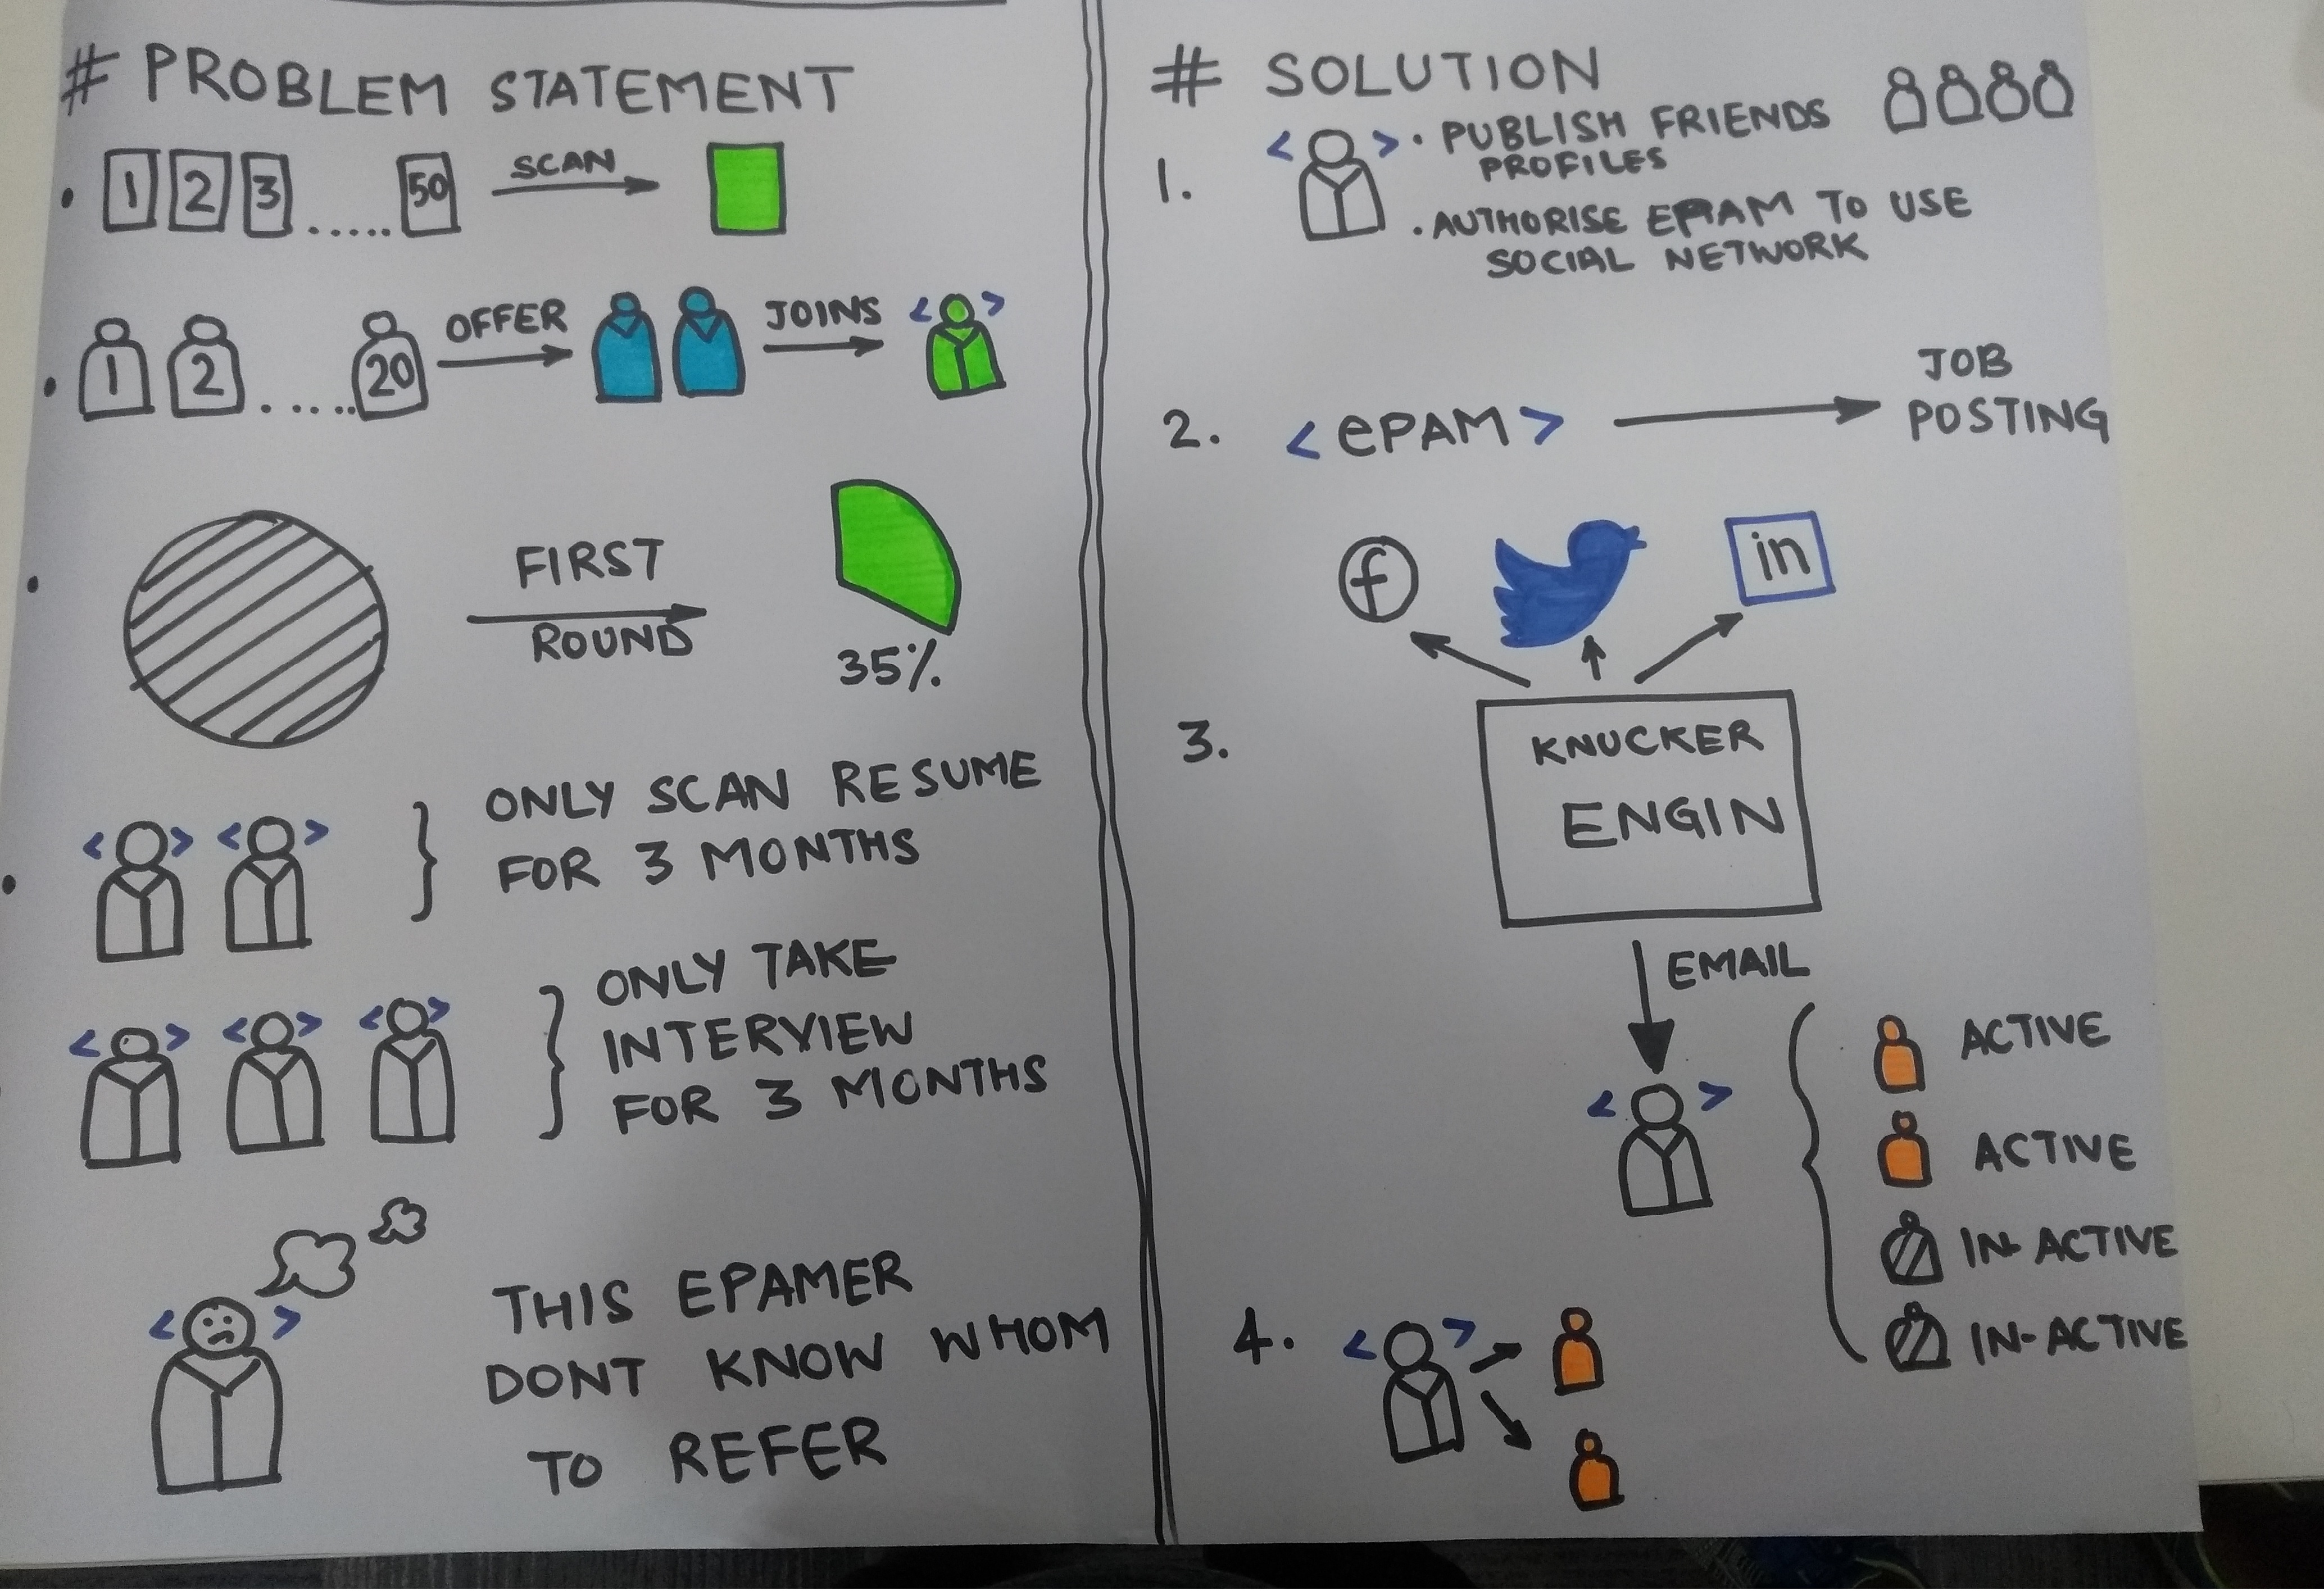 # PROBLEM STATEMENT
• 1 2 3 ..... 50 SCAN
• 1 2 ..... 20 OFFER JOINS < >
• FIRST
ROUND
35%
• < > < > } ONLY SCAN RESUME
FOR 3 MONTHS
< > < > < > } ONLY TAKE
INTERVIEW
FOR 3 MONTHS
< > THIS EPAMER
DONT KNOW WHOM
TO REFER
# SOLUTION
1. < > • PUBLISH FRIENDS
PROFILES
• AUTHORISE EPAM TO USE
SOCIAL NETWORK
2. <ePAM> JOB
POSTING
f in
3. KNUCKER
ENGIN
EMAIL
< > { ACTIVE
ACTIVE
IN-ACTIVE
IN-ACTIVE
4. < >